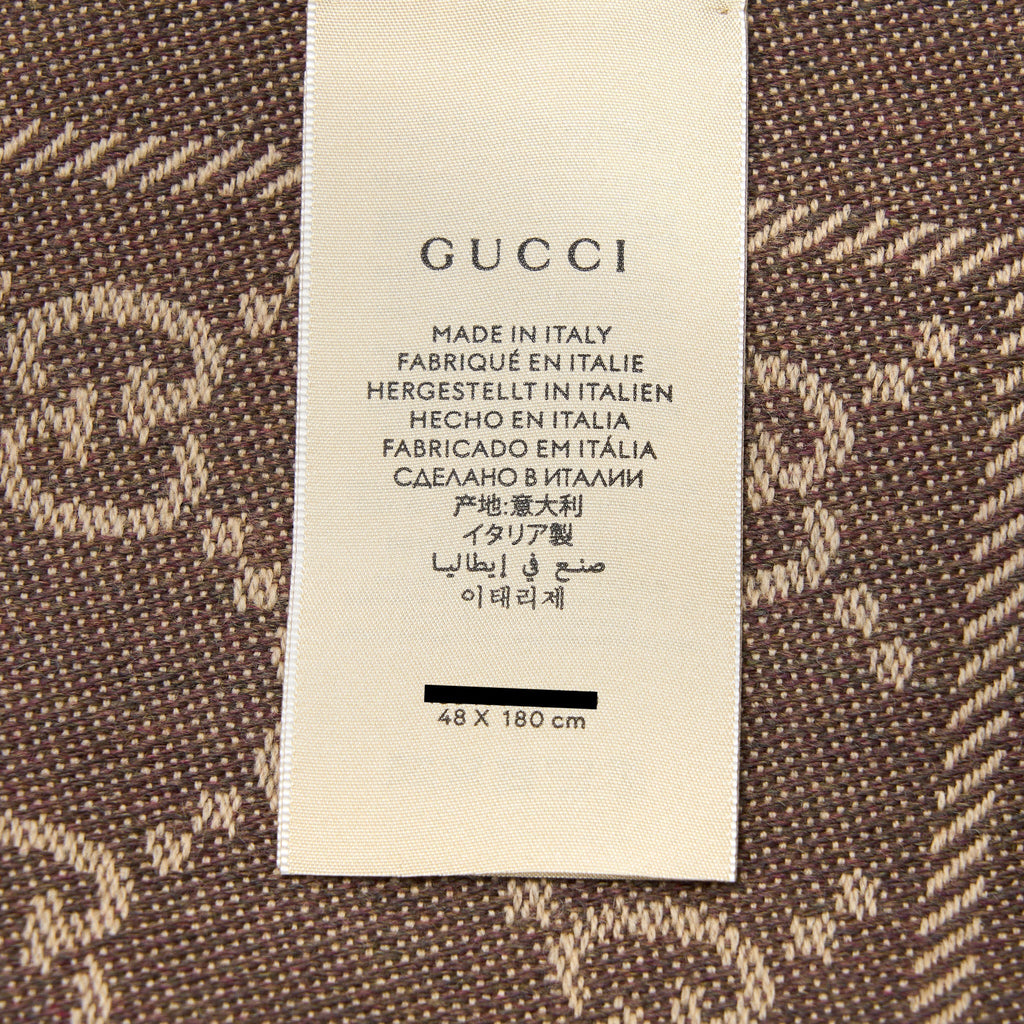 GUCCI
MADE IN ITALY
FABRIQUÉ EN ITALIE
HERGESTELLT IN ITALIEN
HECHO EN ITALIA
FABRICADO EM ITÁLIA
СДЕЛАНО В ИТАЛИИ
产地:意大利
イタリア製
صنع في إيطاليا
이태리제
48 X 180 cm